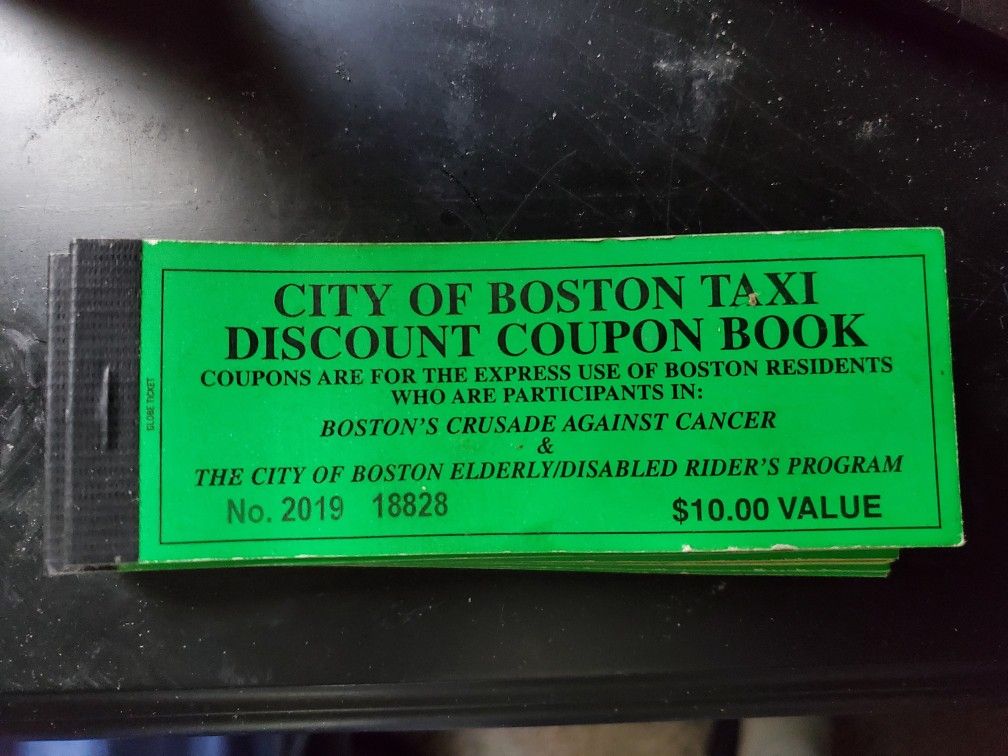 CITY OF BOSTON TAXI
DISCOUNT COUPON BOOK
COUPONS ARE FOR THE EXPRESS USE OF BOSTON RESIDENTS
WHO ARE PARTICIPANTS IN:
BOSTON'S CRUSADE AGAINST CANCER
&
THE CITY OF BOSTON ELDERLY/DISABLED RIDER'S PROGRAM
No. 2019 18828 $10.00 VALUE
GLOBE TICKET